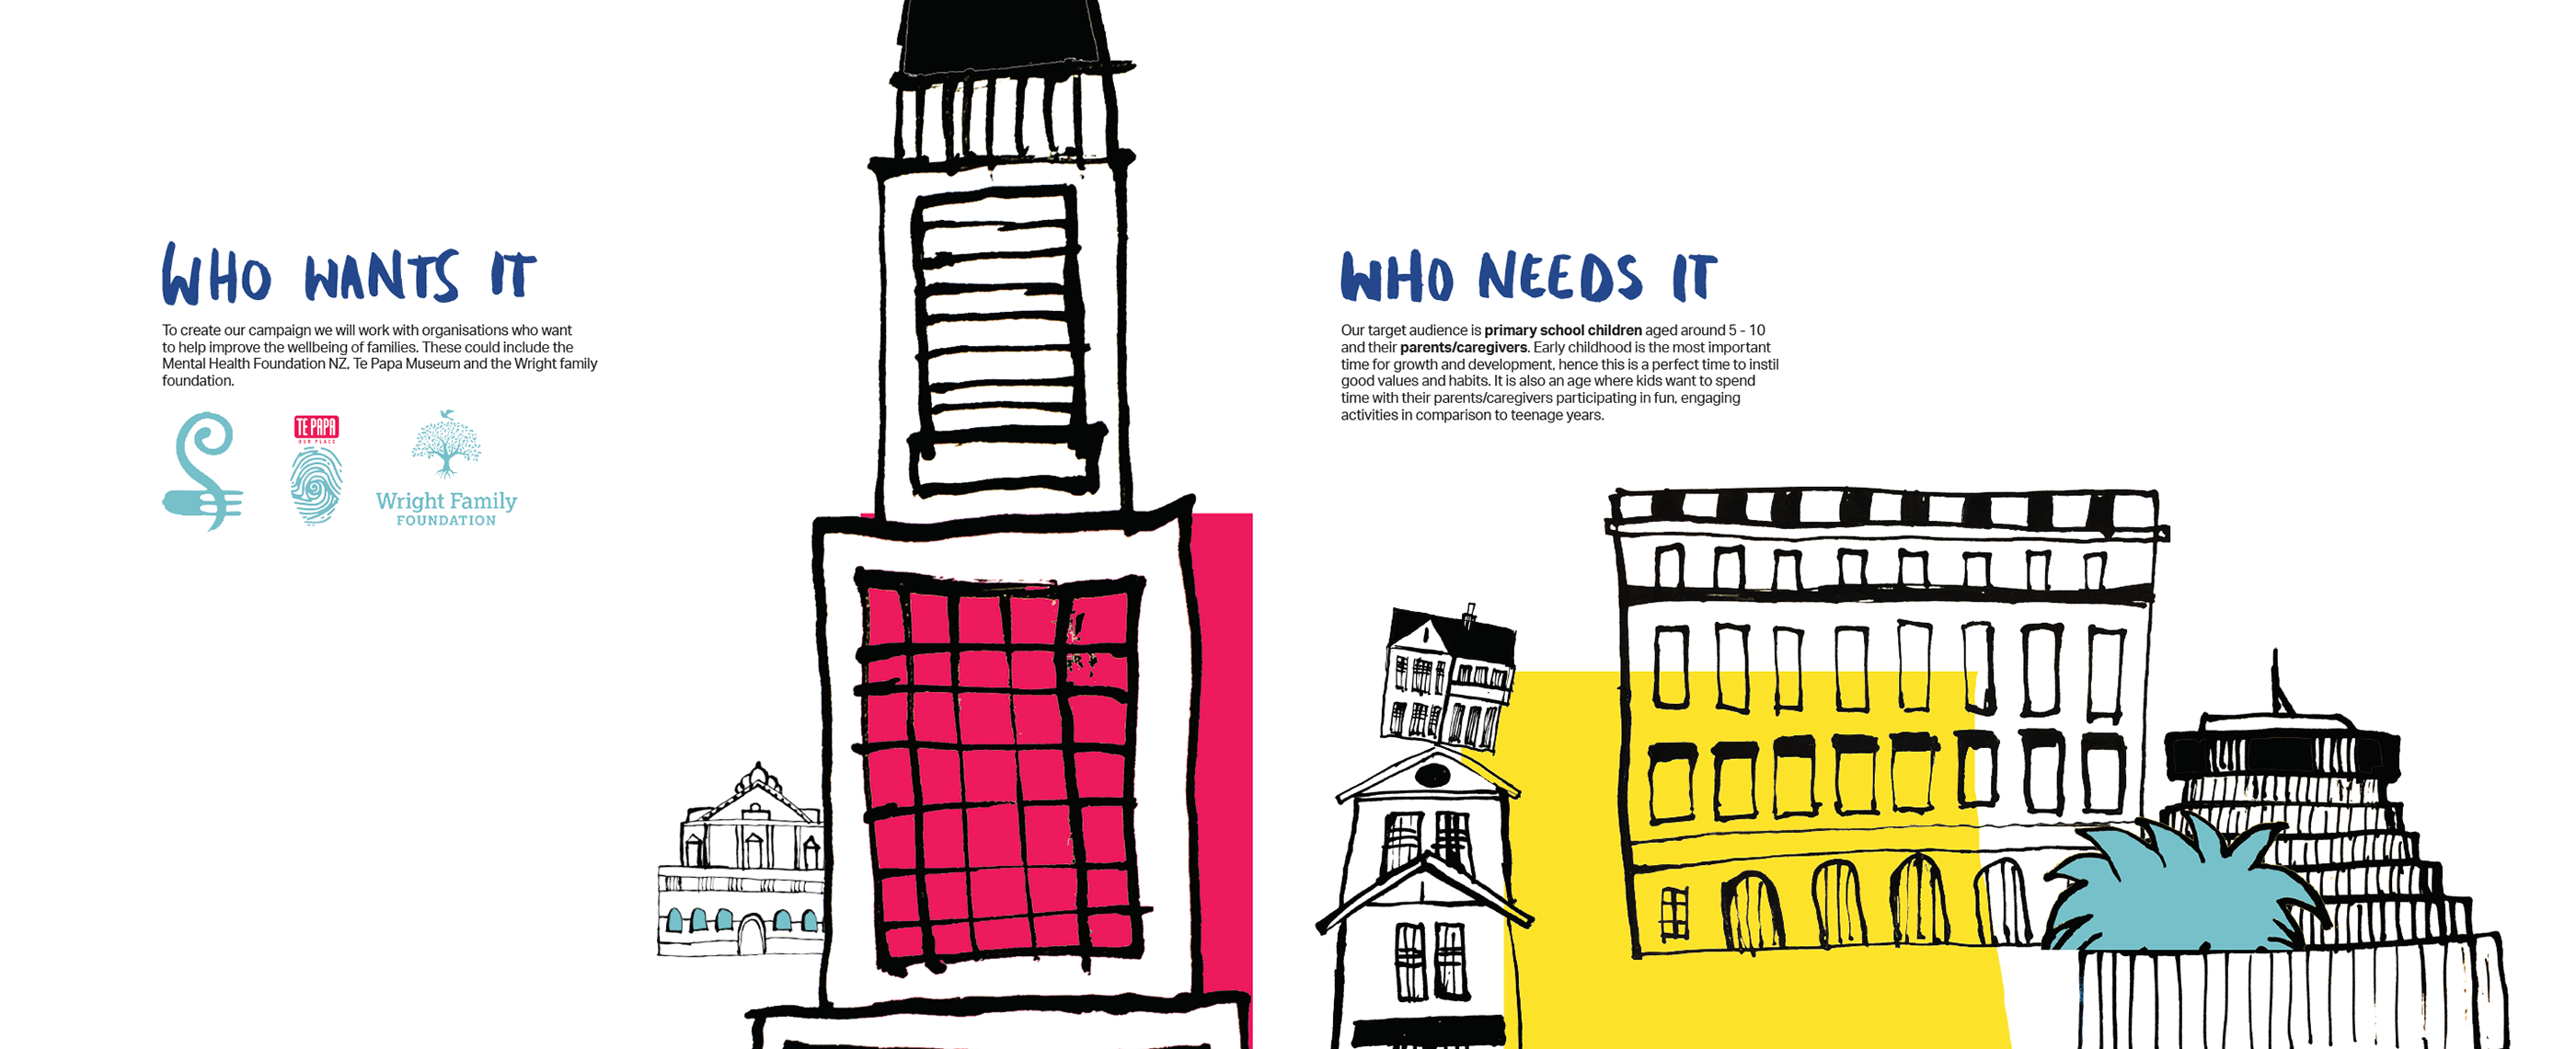 WHO WANTS IT
To create our campaign we will work with organisations who want
to help improve the wellbeing of families. These could include the
Mental Health Foundation NZ, Te Papa Museum and the Wright family
foundation.
TE PAPA
OUR PLACE
Wright Family
FOUNDATION
WHO NEEDS IT
Our target audience is primary school children aged around 5 - 10
and their parents/caregivers. Early childhood is the most important
time for growth and development, hence this is a perfect time to instil
good values and habits. It is also an age where kids want to spend
time with their parents/caregivers participating in fun, engaging
activities in comparison to teenage years.